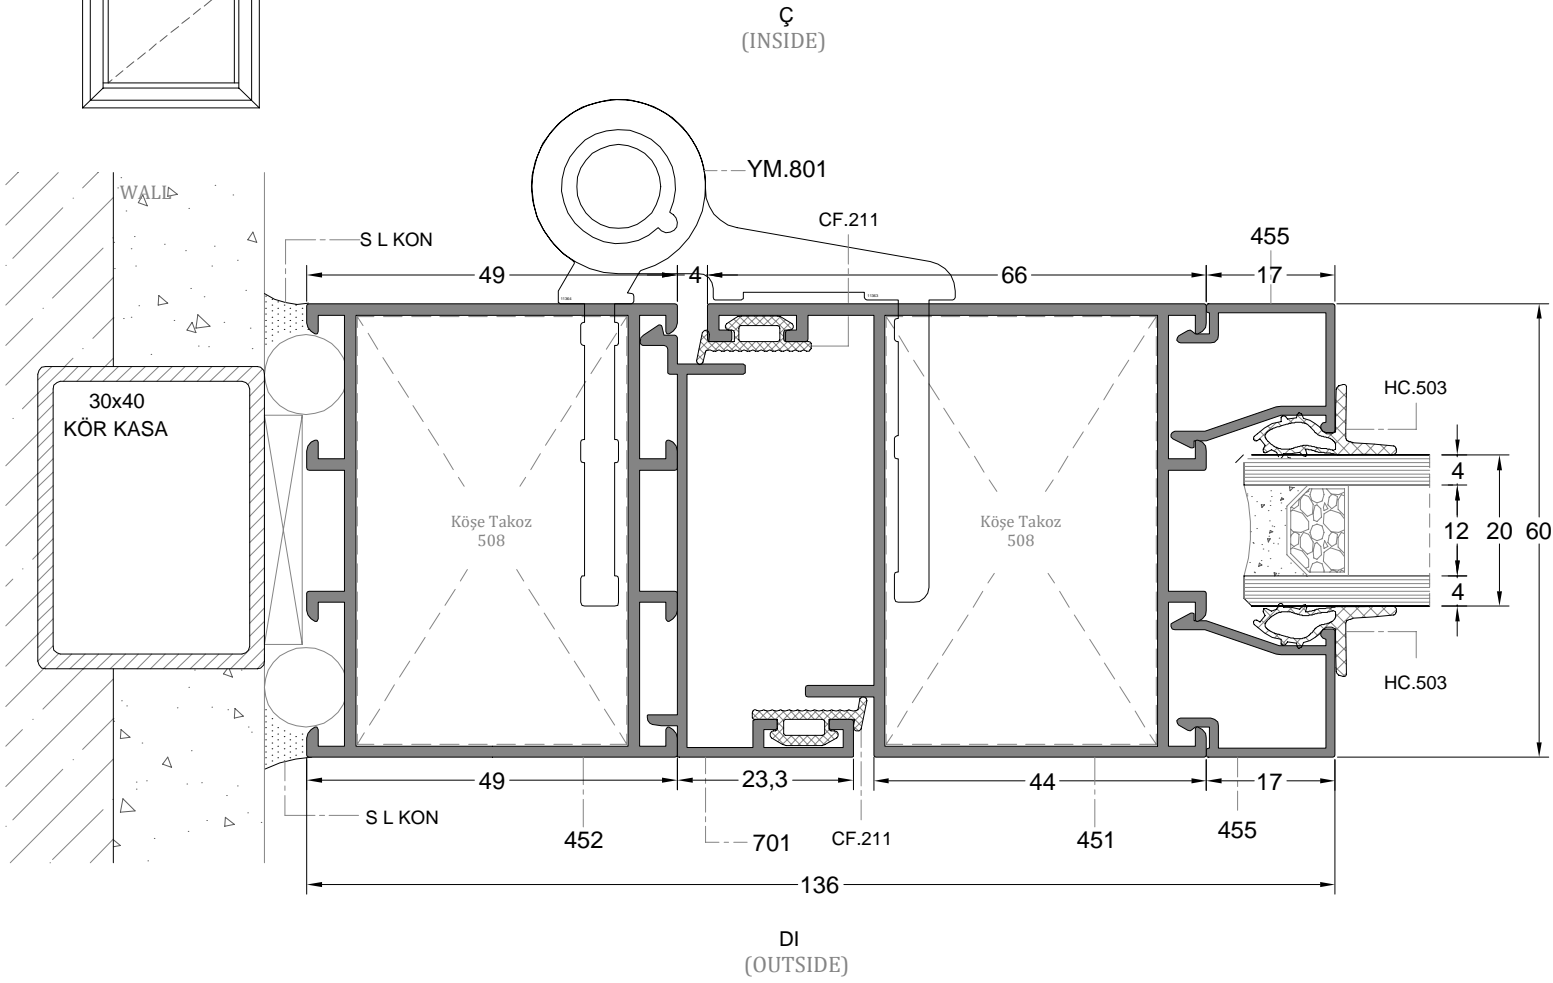 Ç
(INSIDE)
YM.801
WALL
CF.211
S L KON
455
49
4
66
17
30x40
KÖR KASA
HC.503
4
12
20
60
4
Köşe Takoz
508
Köşe Takoz
508
HC.503
49
23,3
44
17
S L KON
452
701
CF.211
451
455
136
DI
(OUTSIDE)